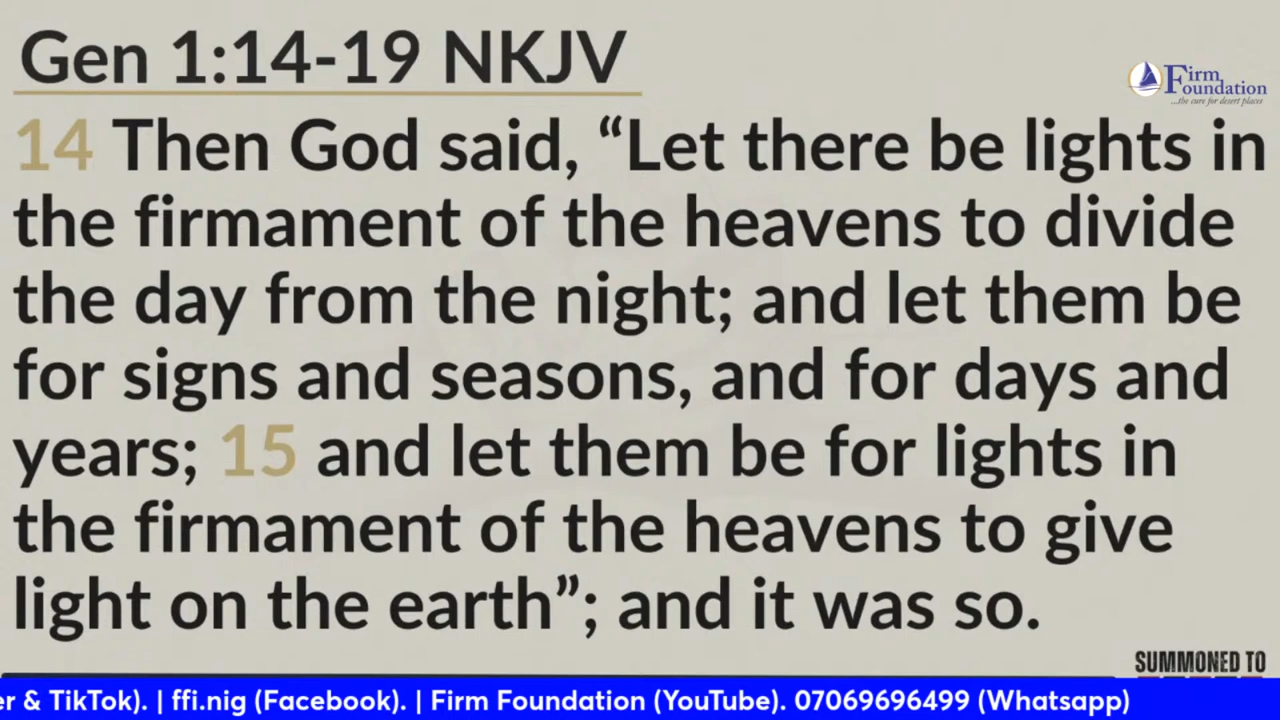 Gen 1:14-19 NKJV
Firm
Foundation
...the cure for desert places
14 Then God said, “Let there be lights in
the firmament of the heavens to divide
the day from the night; and let them be
for signs and seasons, and for days and
years; 15 and let them be for lights in
the firmament of the heavens to give
light on the earth”; and it was so.
SUMMONED TO
er & TikTok). | ffi.nig (Facebook). | Firm Foundation (YouTube). 07069696499 (Whatsapp)